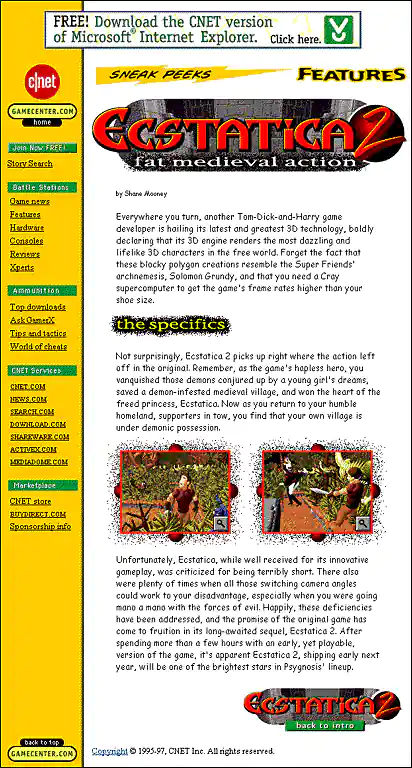 FREE! Download the CNET version
of Microsoft® Internet Explorer. Click here.
c|net
GAMECENTER.COM
home
Join Now FREE!
Story Search
Battle Stations
Game news
Features
Hardware
Consoles
Reviews
Xperts
Ammunition
Top downloads
Ask GamerX
Tips and tactics
World of cheats
CNET Services
CNET.COM
NEWS.COM
SEARCH.COM
DOWNLOAD.COM
SHAREWARE.COM
ACTIVEX.COM
MEDIADOME.COM
Marketplace
CNET store
BUYDIRECT.COM
Sponsorship info
back to top
GAMECENTER.COM
SNEAK PEEKS
FEATURES
ECSTATICA 2
fat medieval action
by Shane Mooney
Everywhere you turn, another Tom-Dick-and-Harry game
developer is hailing its latest and greatest 3D technology, boldly
declaring that its 3D engine renders the most dazzling and
lifelike 3D characters in the free world. Forget the fact that
these blocky polygon creations resemble the Super Friends'
archnemesis, Solomon Grundy, and that you need a Cray
supercomputer to get the game's frame rates higher than your
shoe size.
the specifics
Not surprisingly, Ecstatica 2 picks up right where the action left
off in the original. Remember, as the game's hapless hero, you
vanquished those demons conjured up by a young girl's dreams,
saved a demon-infested medieval village, and won the heart of the
freed princess, Ecstatica. Now as you return to your humble
homeland, supporters in tow, you find that your own village is
under demonic possession.
Unfortunately, Ecstatica, while well received for its innovative
gameplay, was criticized for being terribly short. There also
were plenty of times when all those switching camera angles
could work to your disadvantage, especially when you were going
mano a mano with the forces of evil. Happily, these deficiencies
have been addressed, and the promise of the original game has
come to fruition in its long-awaited sequel, Ecstatica 2. After
spending more than a few hours with an early, yet playable,
version of the game, it's apparent Ecstatica 2, shipping early next
year, will be one of the brightest stars in Psygnosis' lineup.
ECSTATICA 2
back to intro
Copyright © 1995-97, CNET Inc. All rights reserved.